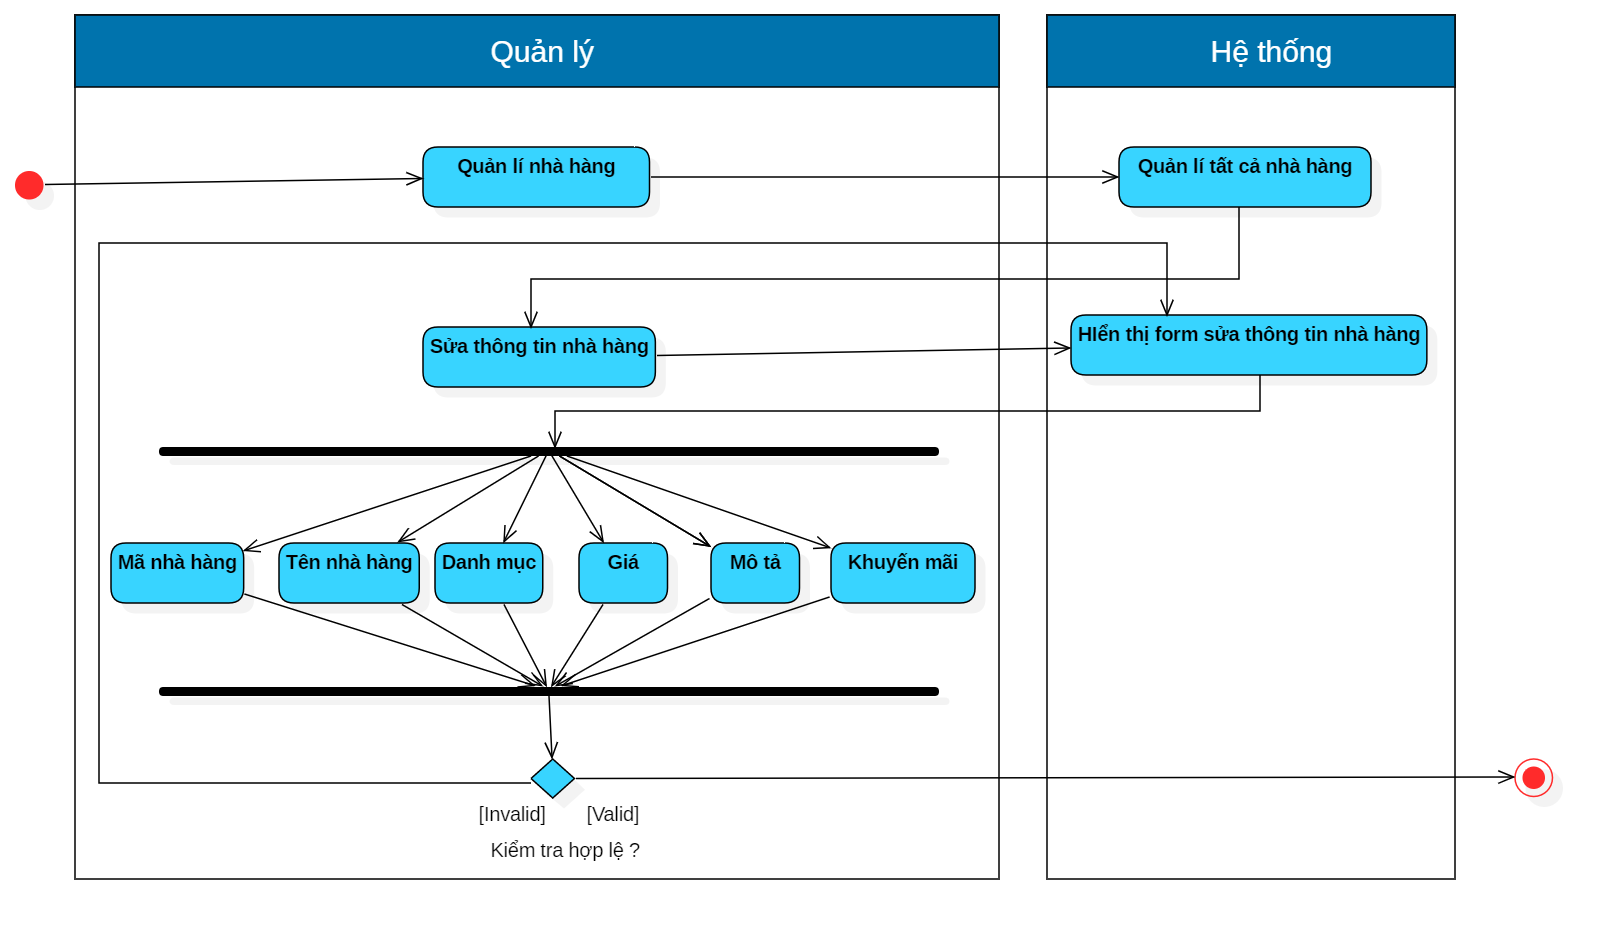 Quản lý
Hệ thống
Quản lí nhà hàng
Quản lí tất cả nhà hàng
Sửa thông tin nhà hàng
HIển thị form sửa thông tin nhà hàng
Mã nhà hàng
Tên nhà hàng
Danh mục
Giá
Mô tả
Khuyến mãi
[Invalid]
[Valid]
Kiểm tra hợp lệ ?